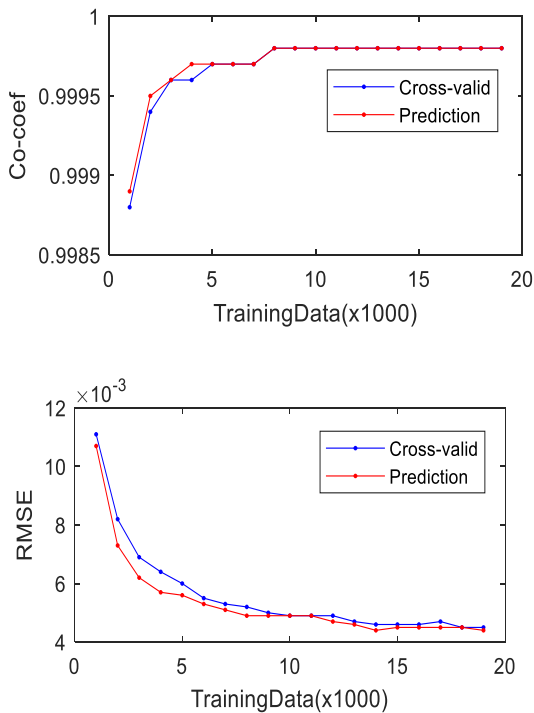 1
0.9995
0.999
0.9985
Co-coef
0 5 10 15 20
TrainingData(x1000)
Cross-valid
Prediction
×10⁻³
12
10
8
6
4
RMSE
0 5 10 15 20
TrainingData(x1000)
Cross-valid
Prediction